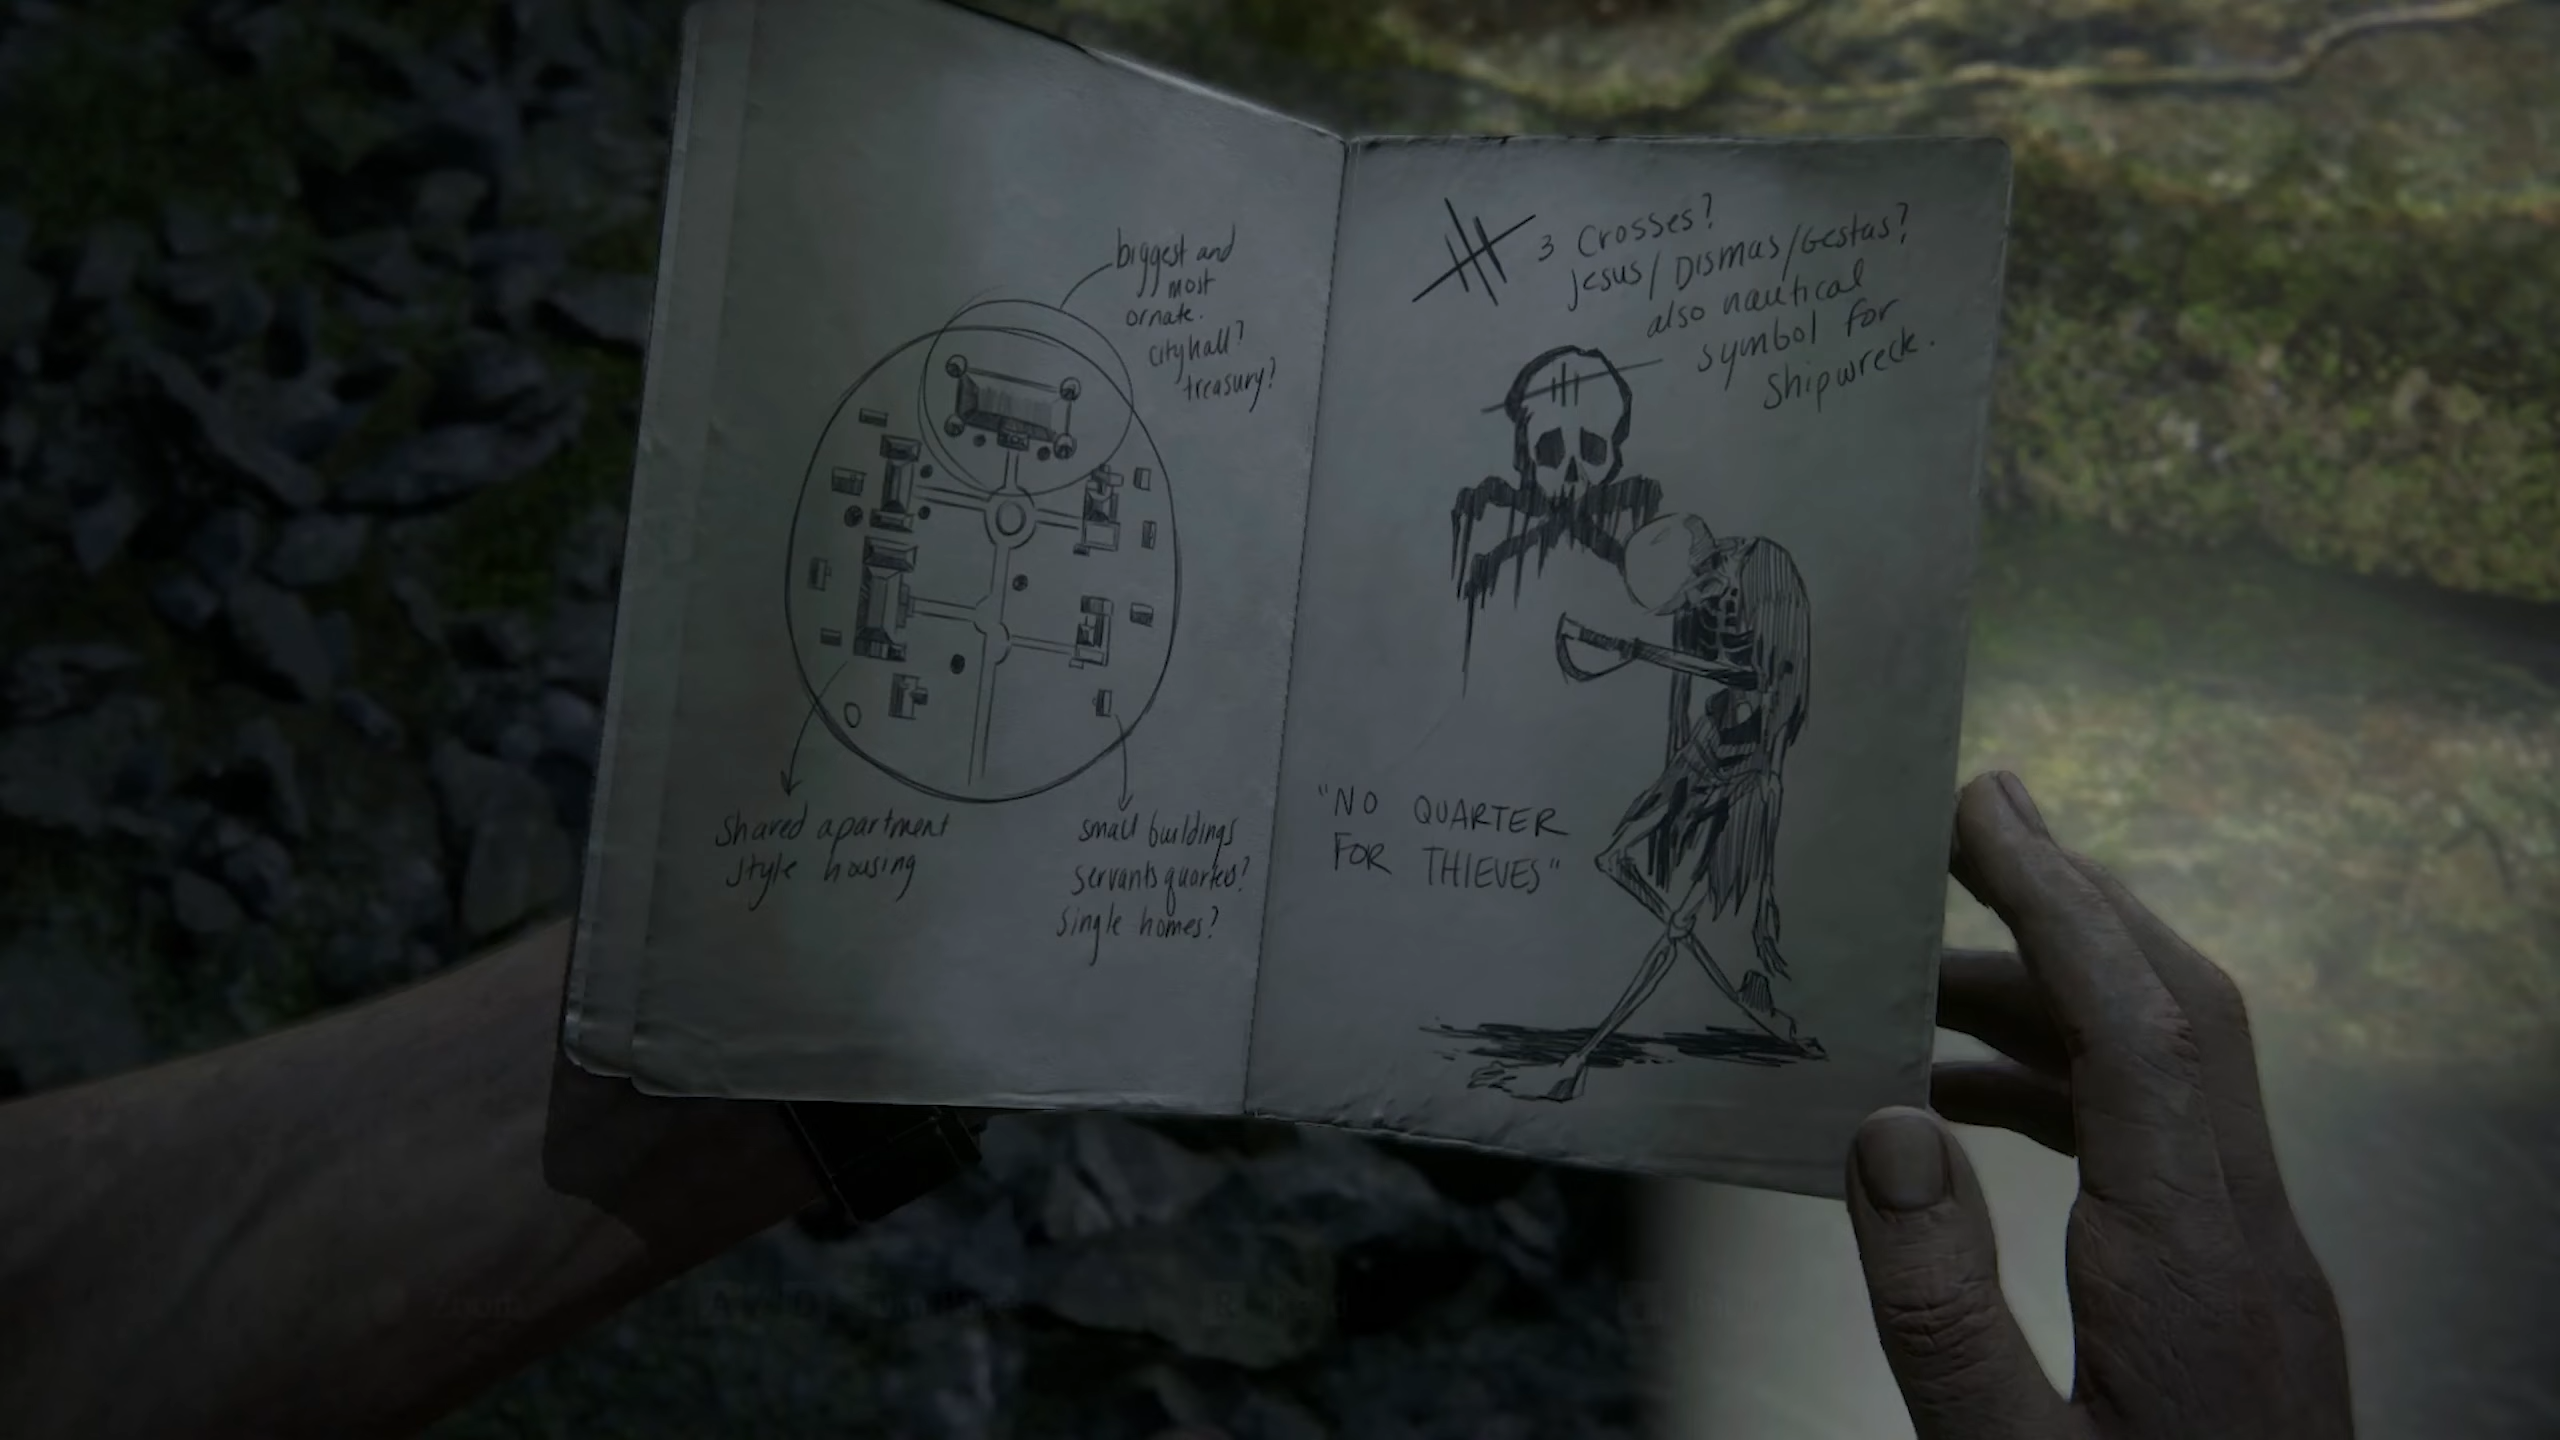 biggest and
most
ornate.
cityhall?
treasury?
Shared apartment
style housing
small buildings
servants quarters?
Single homes?
3 Crosses?
Jesus/Dismas/Gestas?
also nautical
symbol for
Shipwreck.
"NO QUARTER
FOR THIEVES"